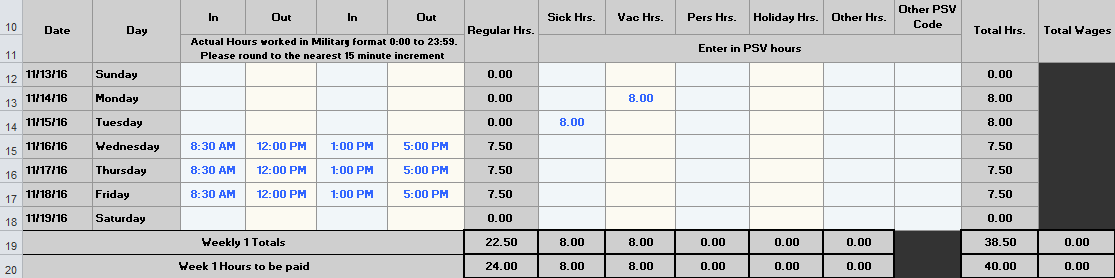 10 Date Day In Out In Out Regular Hrs. Sick Hrs. Vac Hrs. Pers Hrs. Holiday Hrs. Other Hrs. Other PSV Code Total Hrs. Total Wages
11 Actual Hours worked in Military format 0:00 to 23:59. Enter in PSV hours
Please round to the nearest 15 minute increment
12 11/13/16 Sunday 0.00 0.00
13 11/14/16 Monday 0.00 8.00 8.00
14 11/15/16 Tuesday 0.00 8.00 8.00
15 11/16/16 Wednesday 8:30 AM 12:00 PM 1:00 PM 5:00 PM 7.50 7.50
16 11/17/16 Thursday 8:30 AM 12:00 PM 1:00 PM 5:00 PM 7.50 7.50
17 11/18/16 Friday 8:30 AM 12:00 PM 1:00 PM 5:00 PM 7.50 7.50
18 11/19/16 Saturday 0.00 0.00
19 Weekly 1 Totals 22.50 8.00 8.00 0.00 0.00 0.00 38.50 0.00
20 Week 1 Hours to be paid 24.00 8.00 8.00 0.00 0.00 0.00 40.00 0.00